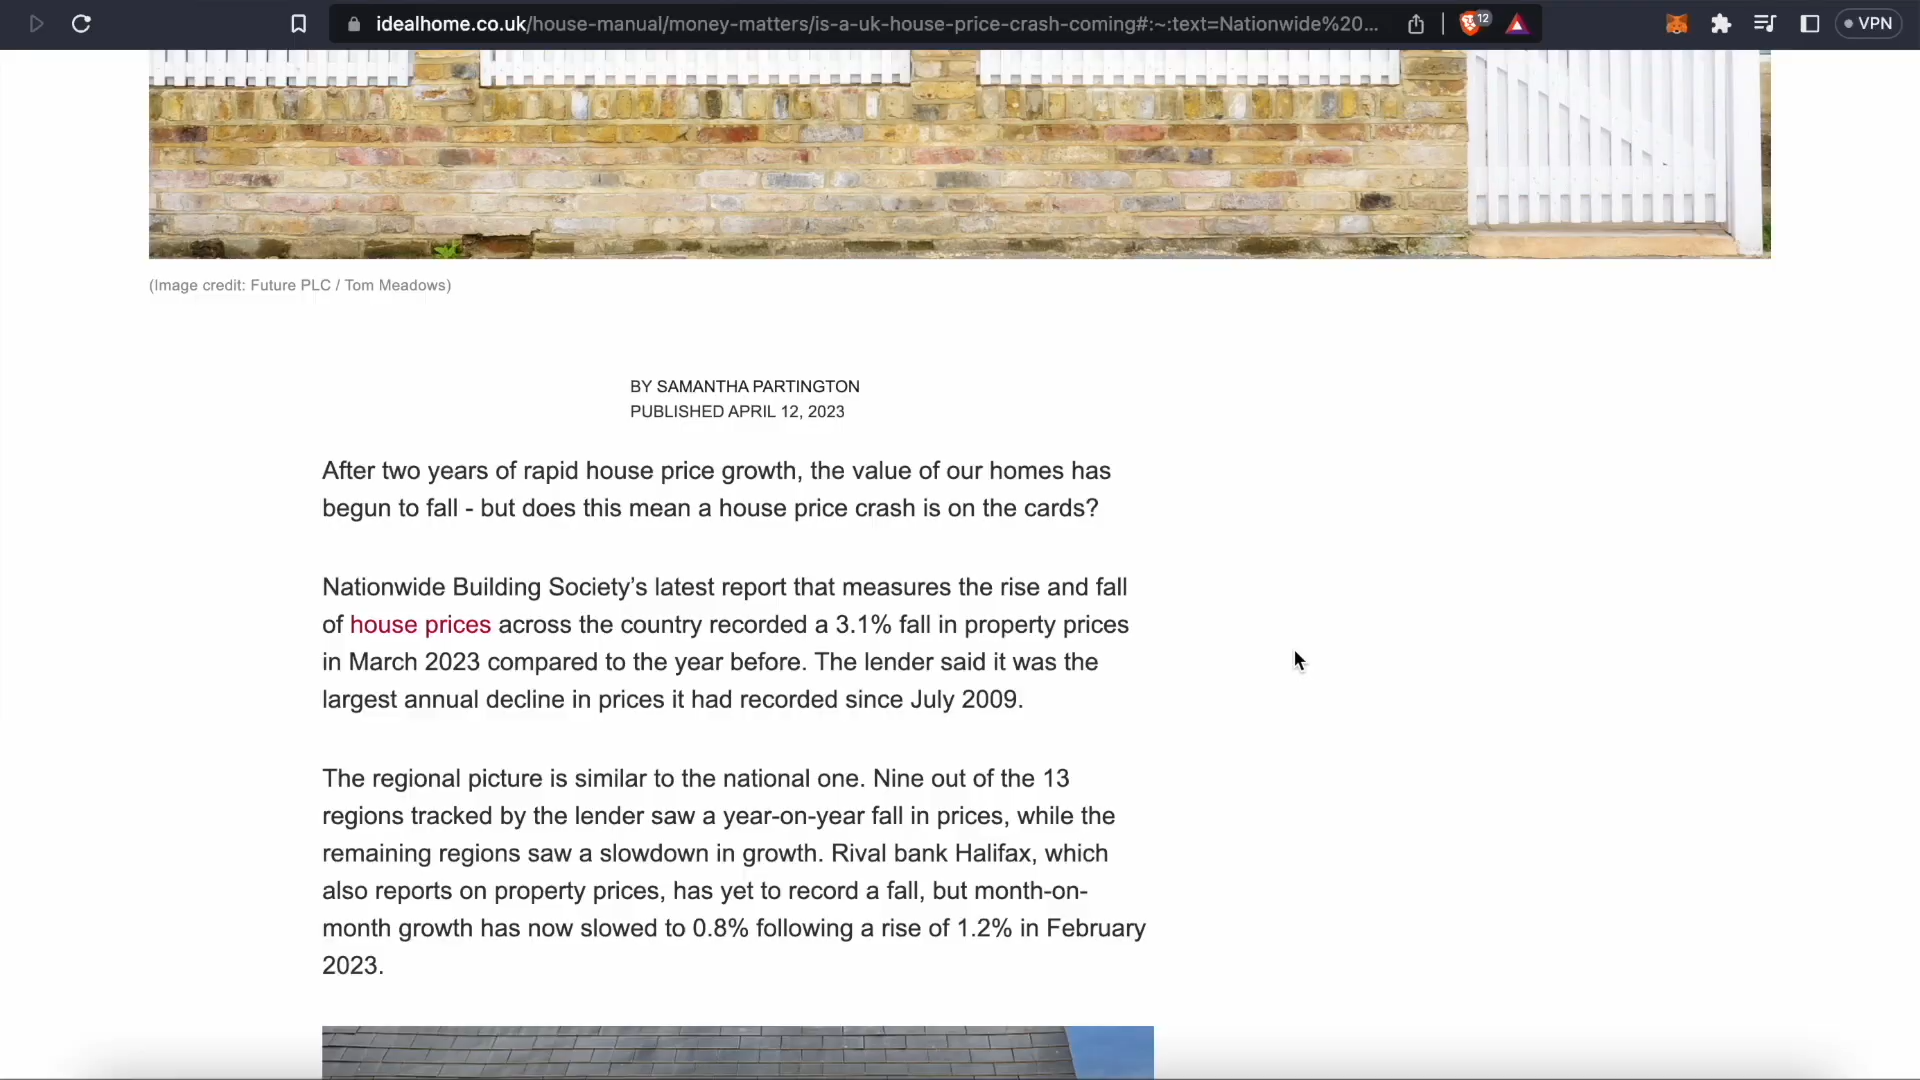 idealhome.co.uk/house-manual/money-matters/is-a-uk-house-price-crash-coming#:~:text=Nationwide%20...
12
VPN
(Image credit: Future PLC / Tom Meadows)
BY SAMANTHA PARTINGTON
PUBLISHED APRIL 12, 2023
After two years of rapid house price growth, the value of our homes has
begun to fall - but does this mean a house price crash is on the cards?
Nationwide Building Society’s latest report that measures the rise and fall
of house prices across the country recorded a 3.1% fall in property prices
in March 2023 compared to the year before. The lender said it was the
largest annual decline in prices it had recorded since July 2009.
The regional picture is similar to the national one. Nine out of the 13
regions tracked by the lender saw a year-on-year fall in prices, while the
remaining regions saw a slowdown in growth. Rival bank Halifax, which
also reports on property prices, has yet to record a fall, but month-on-
month growth has now slowed to 0.8% following a rise of 1.2% in February
2023.